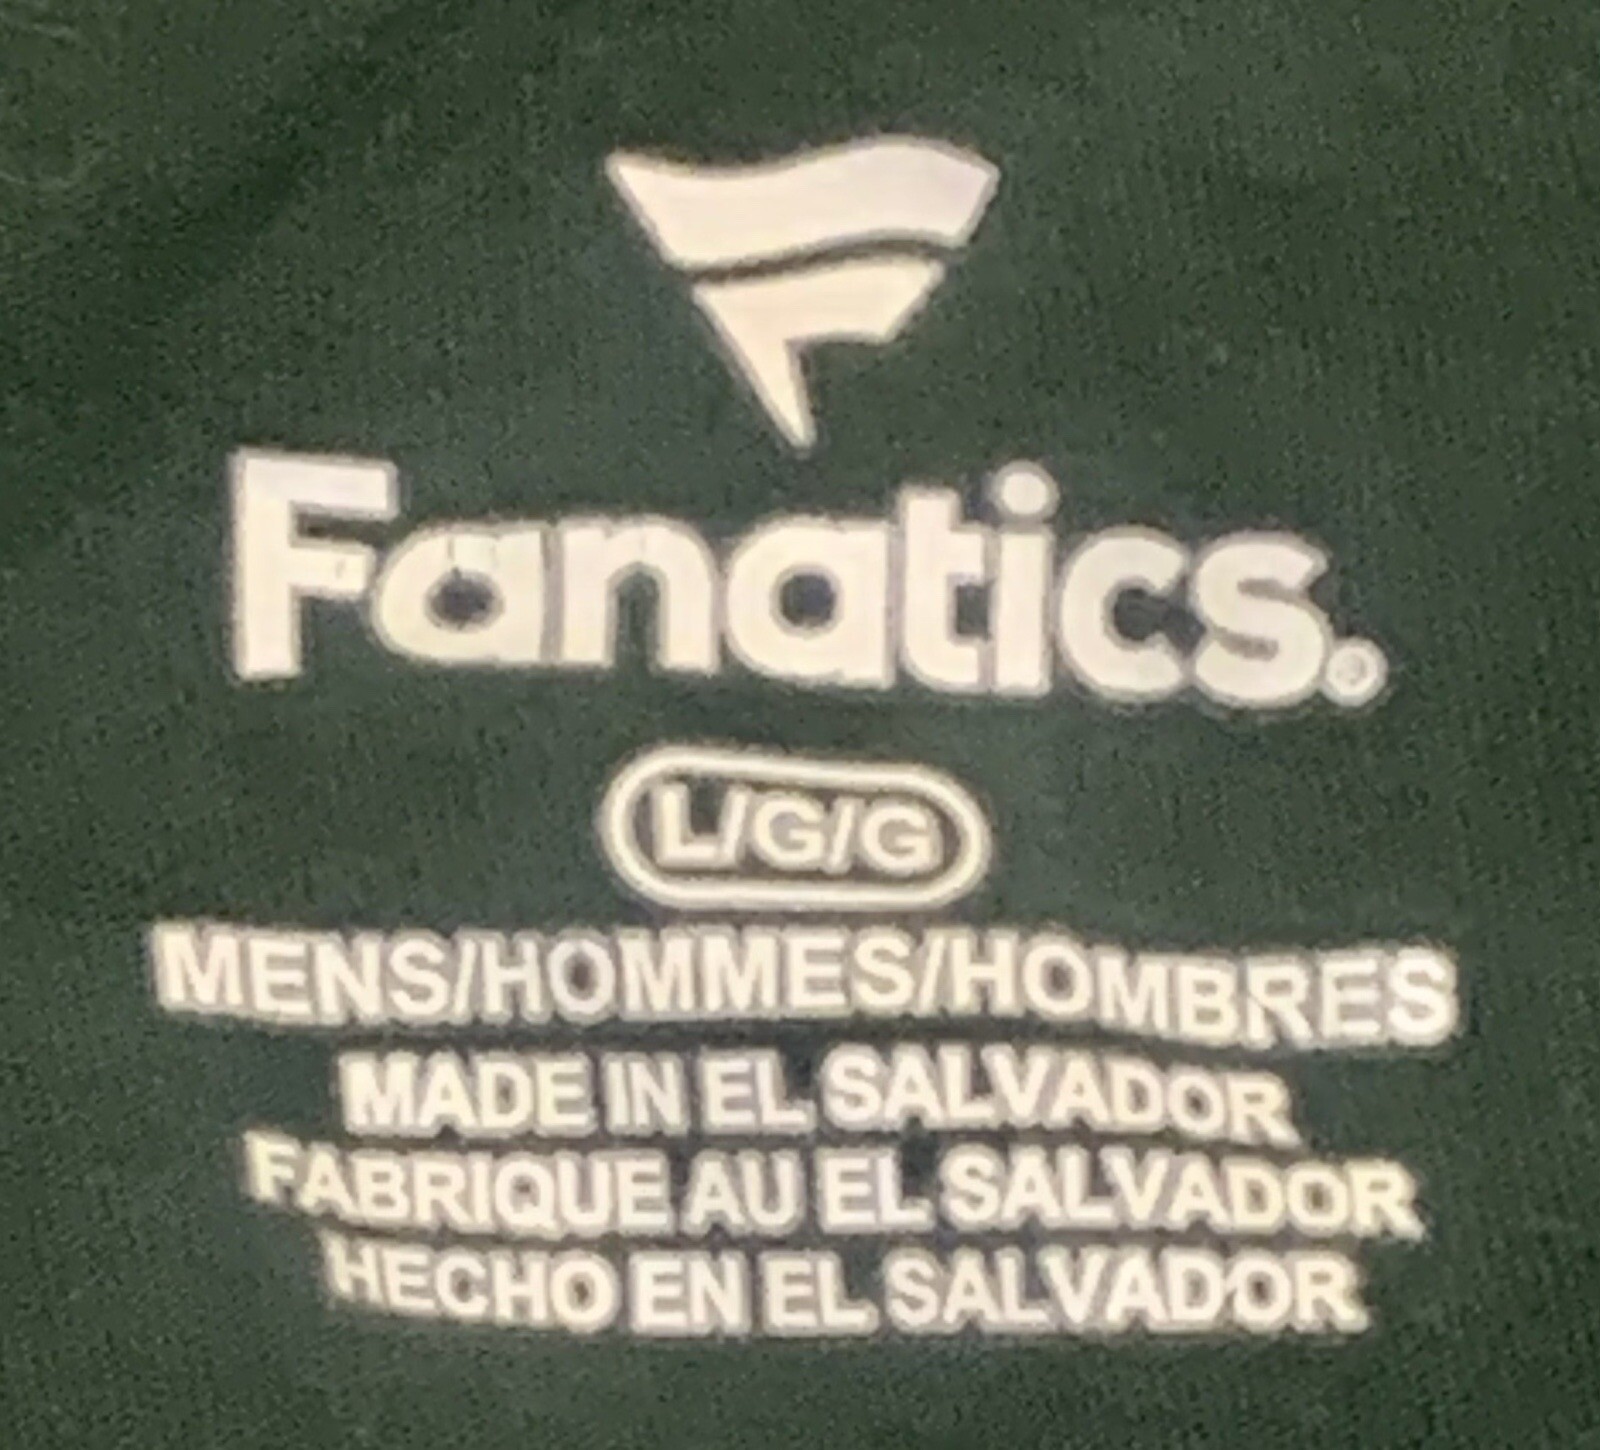 Fanatics®
L/G/G
MENS/HOMMES/HOMBRES
MADE IN EL SALVADOR
FABRIQUE AU EL SALVADOR
HECHO EN EL SALVADOR